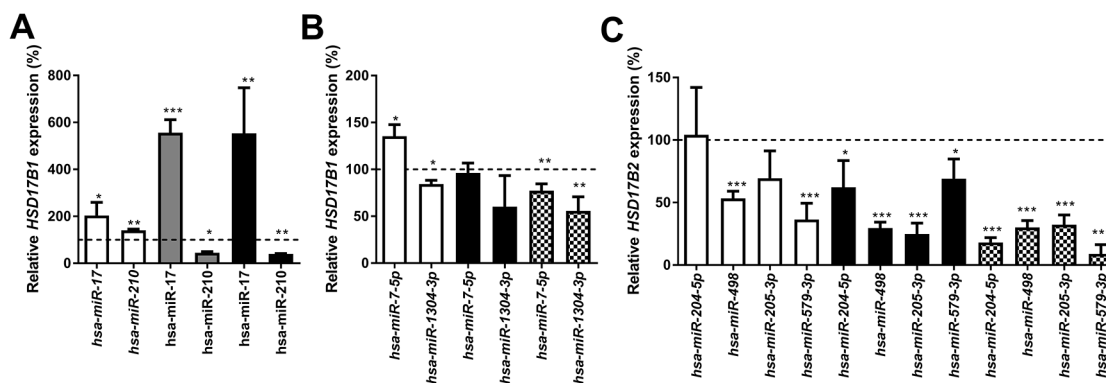 A
Relative HSD17B1 expression (%)
800
600
400
200
100
0
*
**
***
*
**
**
hsa-miR-17
hsa-miR-210
hsa-miR-17
hsa-miR-210
hsa-miR-17
hsa-miR-210
B
Relative HSD17B1 expression (%)
200
150
100
50
0
*
*
**
**
hsa-miR-7-5p
hsa-miR-1304-3p
hsa-miR-7-5p
hsa-miR-1304-3p
hsa-miR-7-5p
hsa-miR-1304-3p
C
Relative HSD17B2 expression (%)
150
100
50
0
***
***
*
***
***
*
***
***
***
**
hsa-miR-204-5p
hsa-miR-498
hsa-miR-205-3p
hsa-miR-579-3p
hsa-miR-204-5p
hsa-miR-498
hsa-miR-205-3p
hsa-miR-579-3p
hsa-miR-204-5p
hsa-miR-498
hsa-miR-205-3p
hsa-miR-579-3p